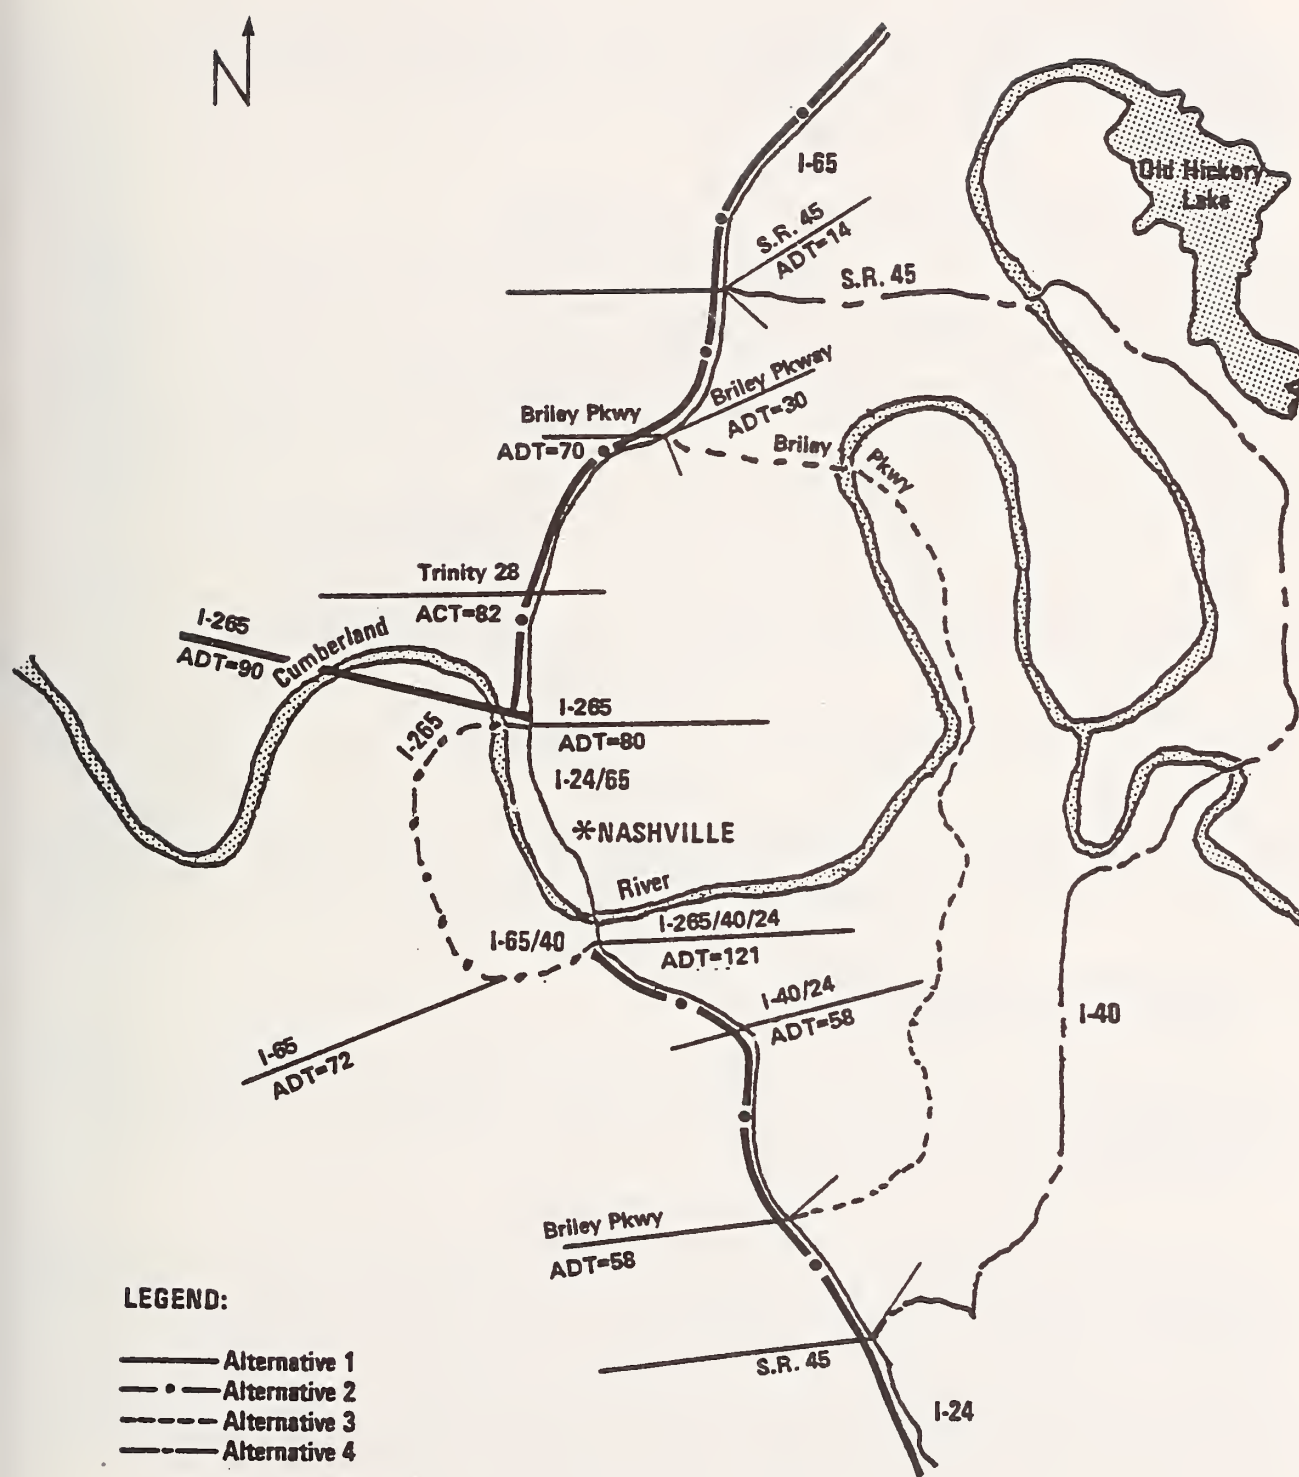 N
I-65
S.R. 45
ADT=14
Old Hickory
Lake
S.R. 45
Briley Pkway
ADT=30
Briley Pkwy
ADT=70
Briley Pkwy
Trinity 28
ACT=82
I-265
ADT=90
Cumberland
I-265
I-265
ADT=80
I-24/65
*NASHVILLE
River
I-265/40/24
I-65/40
ADT=121
I-40/24
ADT=58
I-40
I-65
ADT=72
Briley Pkwy
ADT=58
S.R. 45
I-24
LEGEND:
Alternative 1
Alternative 2
Alternative 3
Alternative 4